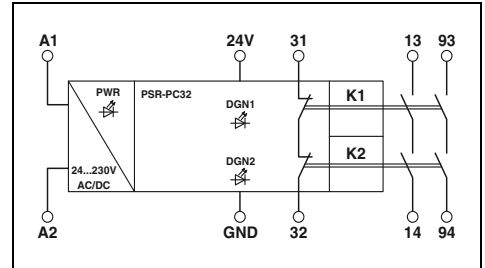 A1 24V 31 13 93
PWR PSR-PC32 K1
DGN1
K2
DGN2
24...230V
AC/DC
A2 GND 32 14 94